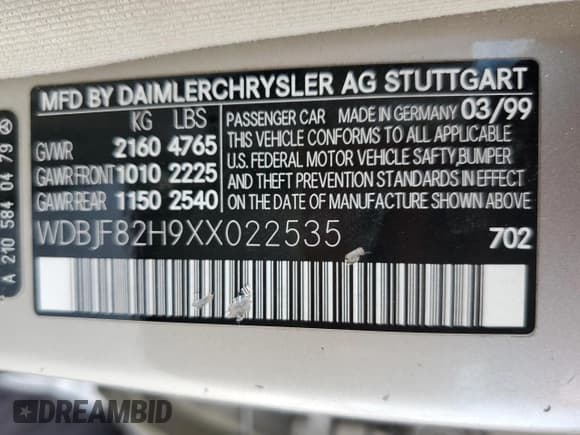 MFD BY DAIMLERCHRYSLER AG STUTTGART
KG LBS
GVWR 2160 4765
GAWR FRONT 1010 2225
GAWR REAR 1150 2540
PASSENGER CAR MADE IN GERMANY 03/99
THIS VEHICLE CONFORMS TO ALL APPLICABLE
U.S. FEDERAL MOTOR VEHICLE SAFTY,BUMPER
AND THEFT PREVENTION STANDARDS IN EFFECT
ON THE DATE OF MANUFACTURE SHOWN ABOVE
WDBJF82H9XX022535 702
A 210 584 04 79
DREAMBID